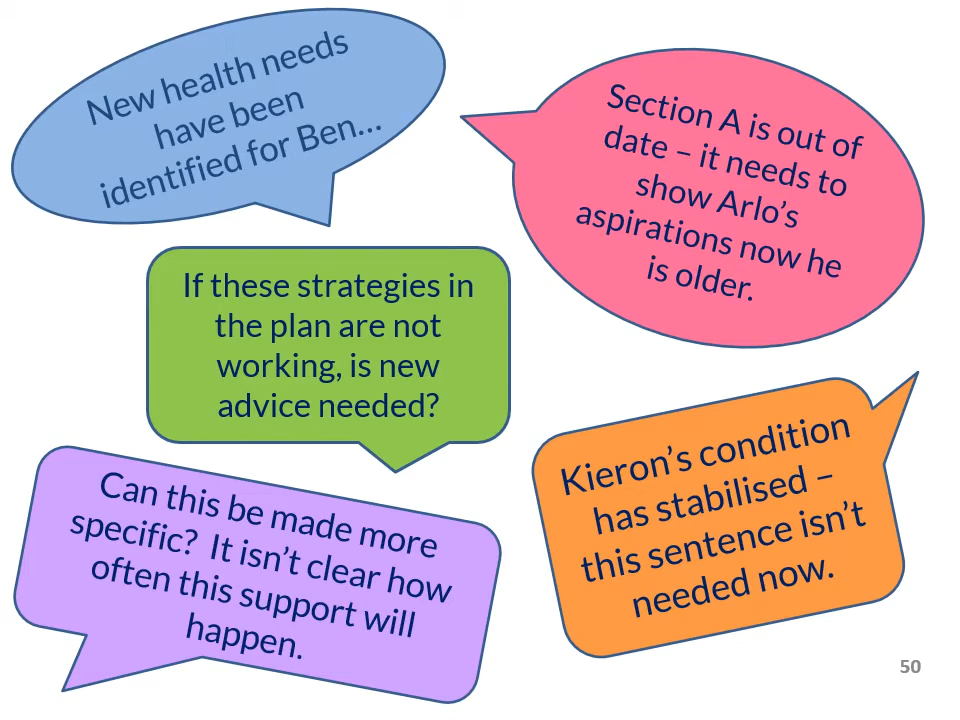 New health needs
have been
identified for Ben…
Section A is out of
date – it needs to
show Arlo’s
aspirations now he
is older.
If these strategies in
the plan are not
working, is new
advice needed?
Kieron’s condition
has stabilised –
this sentence isn’t
needed now.
Can this be made more
specific?  It isn’t clear how
often this support will
happen.
50